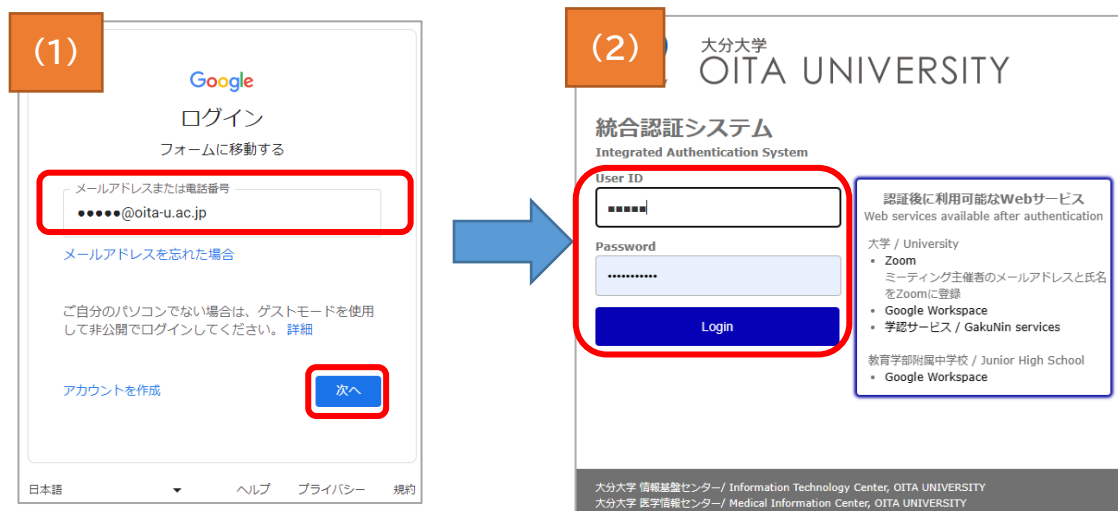 (1)
Google
ログイン
フォームに移動する
メールアドレスまたは電話番号
●●●●●@oita-u.ac.jp
メールアドレスを忘れた場合
ご自分のパソコンでない場合は、ゲストモードを使用
して非公開でログインしてください。 詳細
アカウントを作成
次へ
日本語
ヘルプ
プライバシー
規約
(2)
大分大学
OITA UNIVERSITY
統合認証システム
Integrated Authentication System
User ID
■■■■■
Password
•••••••••••
Login
認証後に利用可能なWebサービス
Web services available after authentication
大学 / University
• Zoom
ミーティング主催者のメールアドレスと氏名
をZoomに登録
• Google Workspace
• 学認サービス / GakuNin services
教育学部附属中学校 / Junior High School
• Google Workspace
大分大学 情報基盤センター/ Information Technology Center, OITA UNIVERSITY
大分大学 医学情報センター/ Medical Information Center, OITA UNIVERSITY